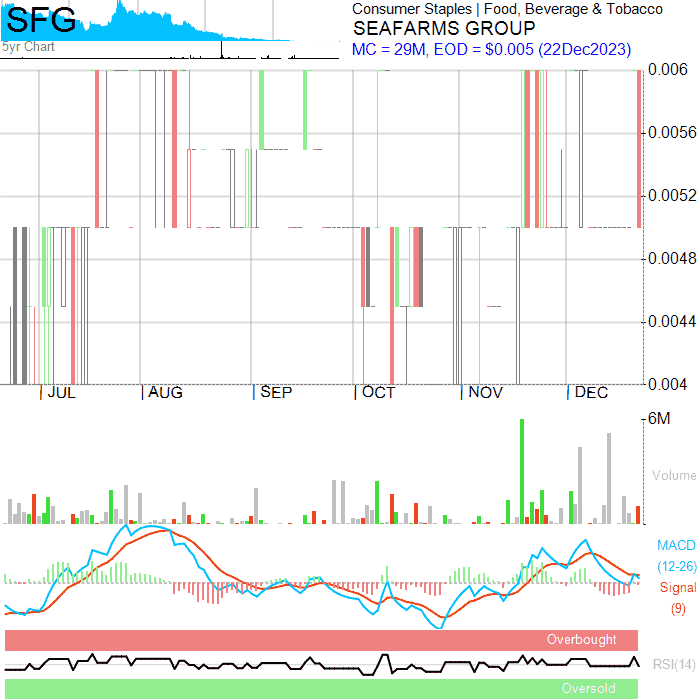 SFG
Consumer Staples | Food, Beverage & Tobacco
SEAFARMS GROUP
MC = 29M, EOD = $0.005 (22Dec2023)
5yr Chart
0.006
0.0056
0.0052
0.0048
0.0044
0.004
JUL
AUG
SEP
OCT
NOV
DEC
6M
Volume
MACD
(12-26)
Signal
(9)
Overbought
RSI(14)
Oversold